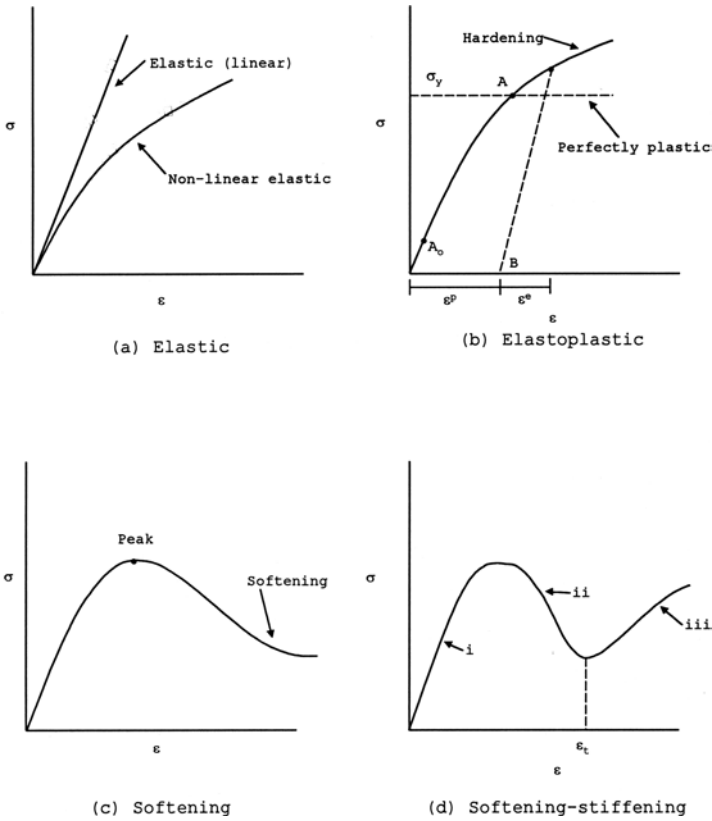 Elastic (linear)
σ
Non-linear elastic
ε
(a) Elastic
Hardening
σy
A
σ
Perfectly plastic
A₀
B
εᵖ
εᵉ
ε
(b) Elastoplastic
Peak
σ
Softening
ε
(c) Softening
σ
ii
iii
i
εt
ε
(d) Softening-stiffening